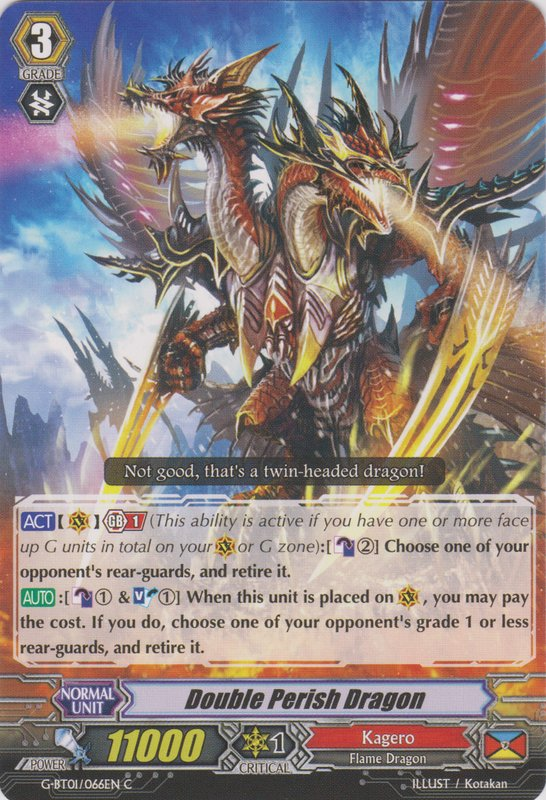 3
GRADE
Not good, that's a twin-headed dragon!
ACT【 】GB 1 (This ability is active if you have one or more face
up G units in total on your or G zone):[ ②] Choose one of your
opponent's rear-guards, and retire it.
AUTO:[ ① & V ①] When this unit is placed on , you may pay
the cost. If you do, choose one of your opponent's grade 1 or less
rear-guards, and retire it.
NORMAL
UNIT
Double Perish Dragon
POWER
11000
1
CRITICAL
Kagero
Flame Dragon
G-BT01/066EN C
ILLUST / Kotakan